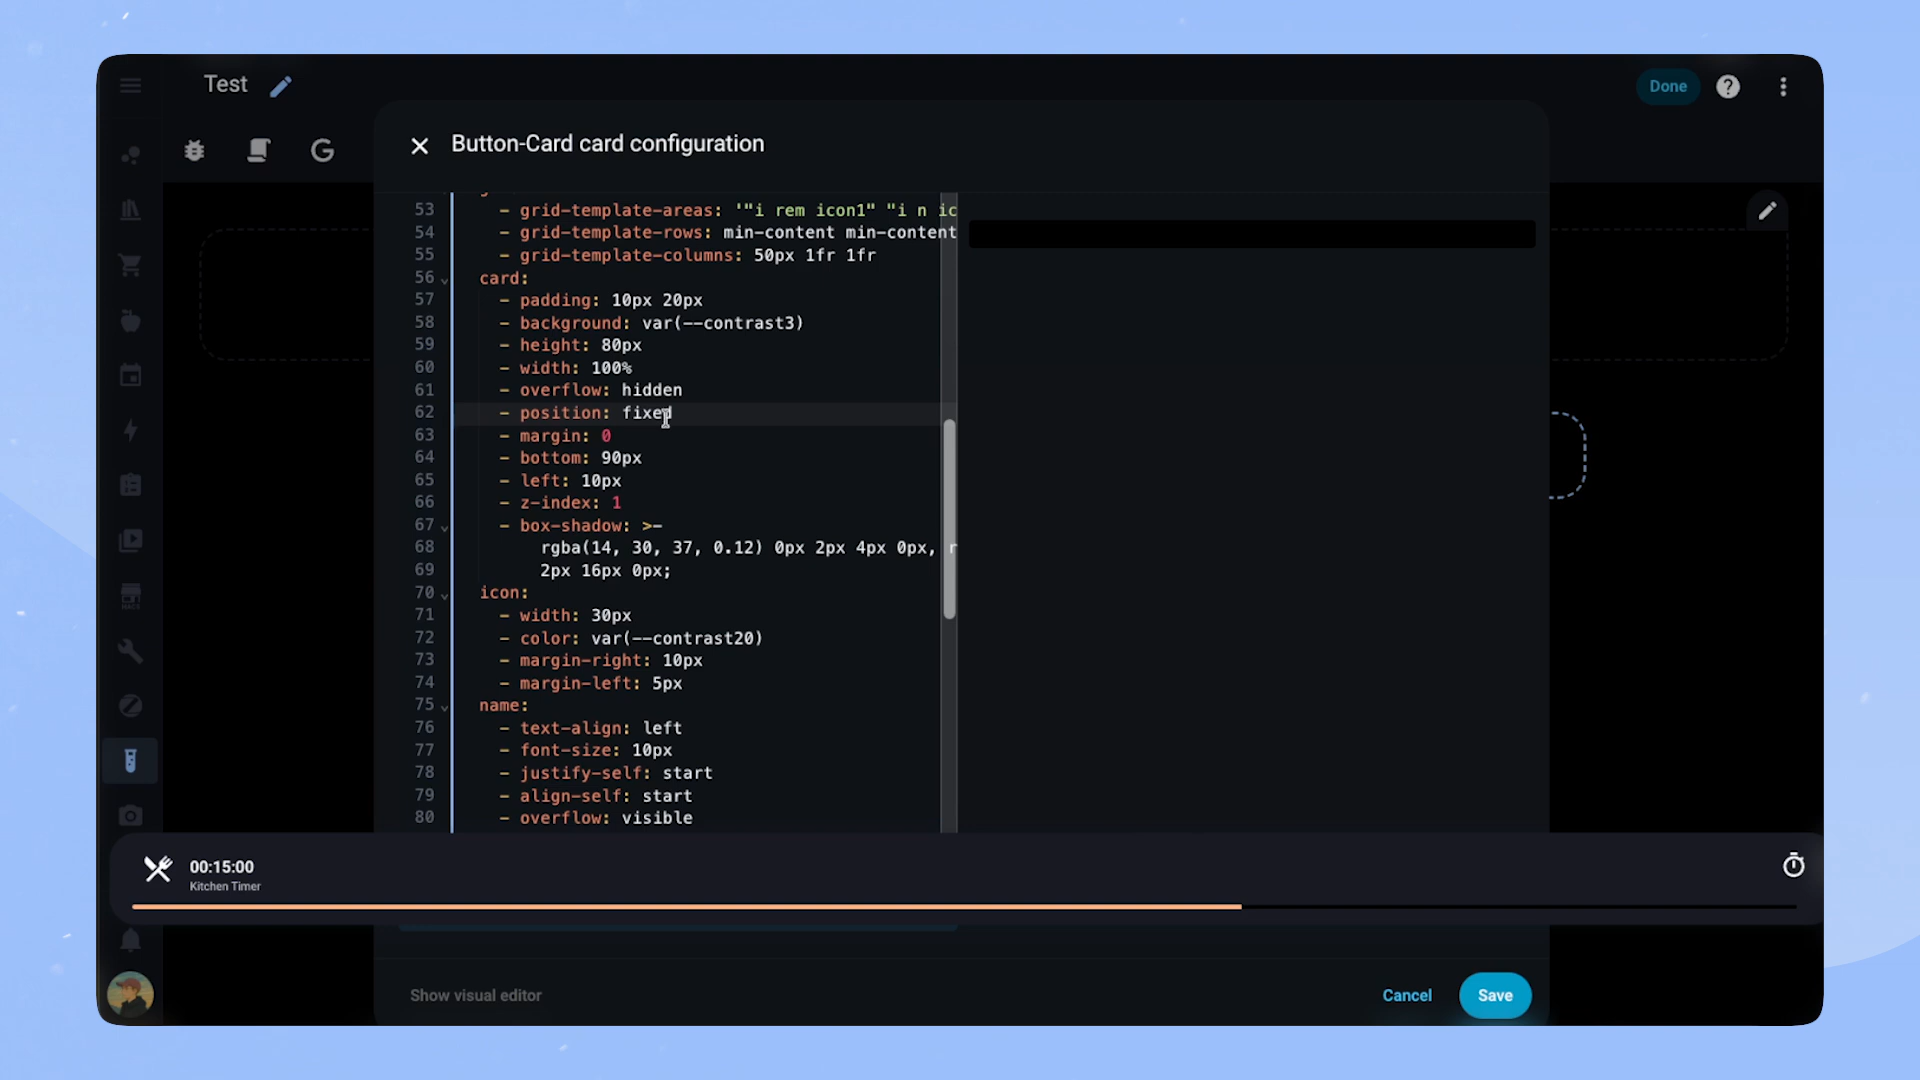 Test
Done
Button-Card card configuration
53 - grid-template-areas: '"i rem icon1" "i n ic
54 - grid-template-rows: min-content min-content
55 - grid-template-columns: 50px 1fr 1fr
56 card:
57 - padding: 10px 20px
58 - background: var(--contrast3)
59 - height: 80px
60 - width: 100%
61 - overflow: hidden
62 - position: fixed
63 - margin: 0
64 - bottom: 90px
65 - left: 10px
66 - z-index: 1
67 - box-shadow: >-
68 rgba(14, 30, 37, 0.12) 0px 2px 4px 0px, r
69 2px 16px 0px;
70 icon:
71 - width: 30px
72 - color: var(--contrast20)
73 - margin-right: 10px
74 - margin-left: 5px
75 name:
76 - text-align: left
77 - font-size: 10px
78 - justify-self: start
79 - align-self: start
80 - overflow: visible
00:15:00
Kitchen Timer
Show visual editor
Cancel
Save